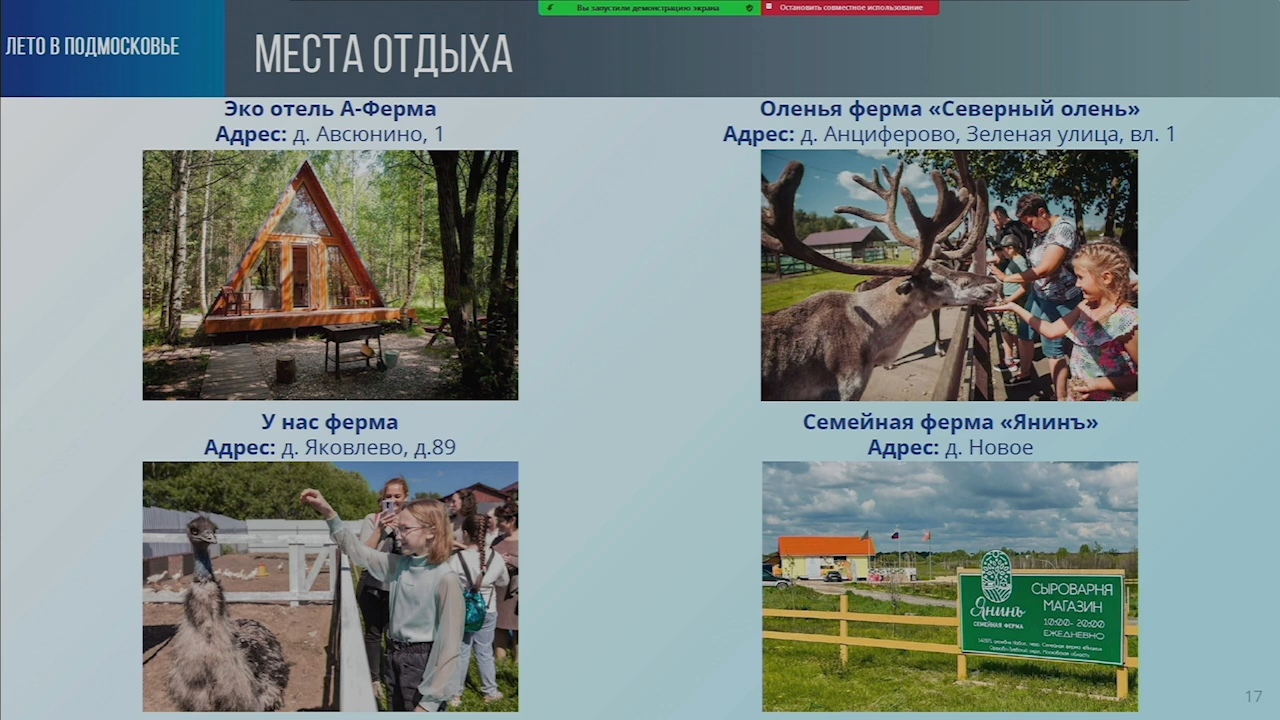 Вы запустили демонстрацию экрана
Остановить совместное использование
ЛЕТО В ПОДМОСКОВЬЕ
МЕСТА ОТДЫХА
Эко отель А-Ферма
Адрес: д. Авсюнино, 1
Оленья ферма «Северный олень»
Адрес: д. Анциферово, Зеленая улица, вл. 1
У нас ферма
Адрес: д. Яковлево, д.89
Семейная ферма «Янинъ»
Адрес: д. Новое
Янинъ
СЕМЕЙНАЯ ФЕРМА
СЫРОВАРНЯ
МАГАЗИН
10:00- 20:00
ЕЖЕДНЕВНО
Московская область
17